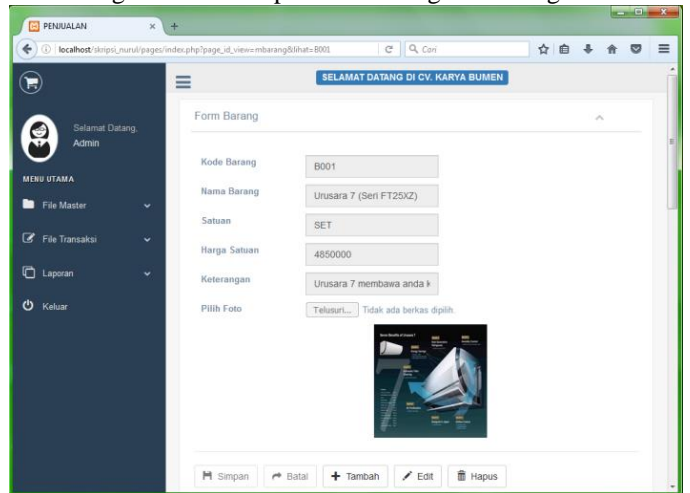 PENJUALAN
localhost/skripsi_nurul/pages/index.php?page_id_view=mbarang&lihat=B001
Cari
SELAMAT DATANG DI CV. KARYA BUMEN
Selamat Datang,
Admin
MENU UTAMA
File Master
File Transaksi
Laporan
Keluar
Form Barang
Kode Barang B001
Nama Barang Urusara 7 (Seri FT25XZ)
Satuan SET
Harga Satuan 4850000
Keterangan Urusara 7 membawa anda k
Pilih Foto Telusuri... Tidak ada berkas dipilih.
7
Simpan Batal Tambah Edit Hapus